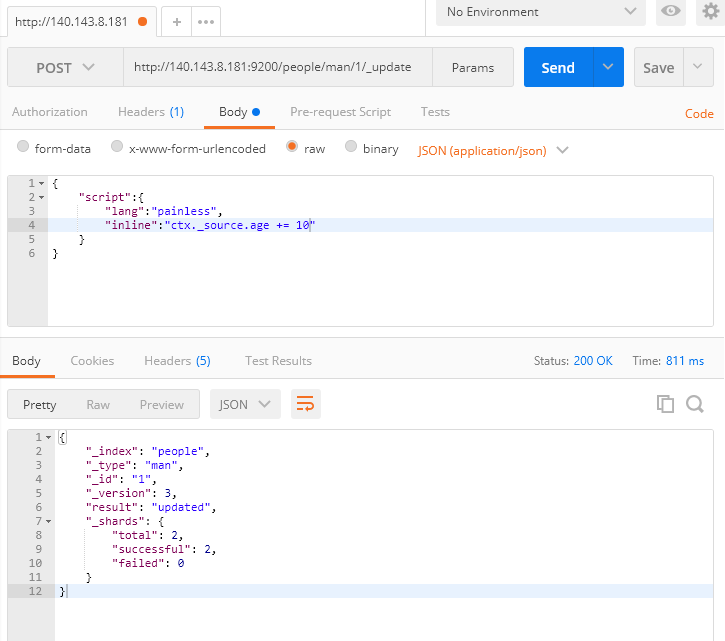 http://140.143.8.181
No Environment
POST http://140.143.8.181:9200/people/man/1/_update Params Send Save
Authorization Headers (1) Body Pre-request Script Tests Code
form-data x-www-form-urlencoded raw binary JSON (application/json)
1 {
2 "script":{
3 "lang":"painless",
4 "inline":"ctx._source.age += 10"
5 }
6 }
Body Cookies Headers (5) Test Results Status: 200 OK Time: 811 ms
Pretty Raw Preview JSON
1 {
2 "_index": "people",
3 "_type": "man",
4 "_id": "1",
5 "_version": 3,
6 "result": "updated",
7 "_shards": {
8 "total": 2,
9 "successful": 2,
10 "failed": 0
11 }
12 }